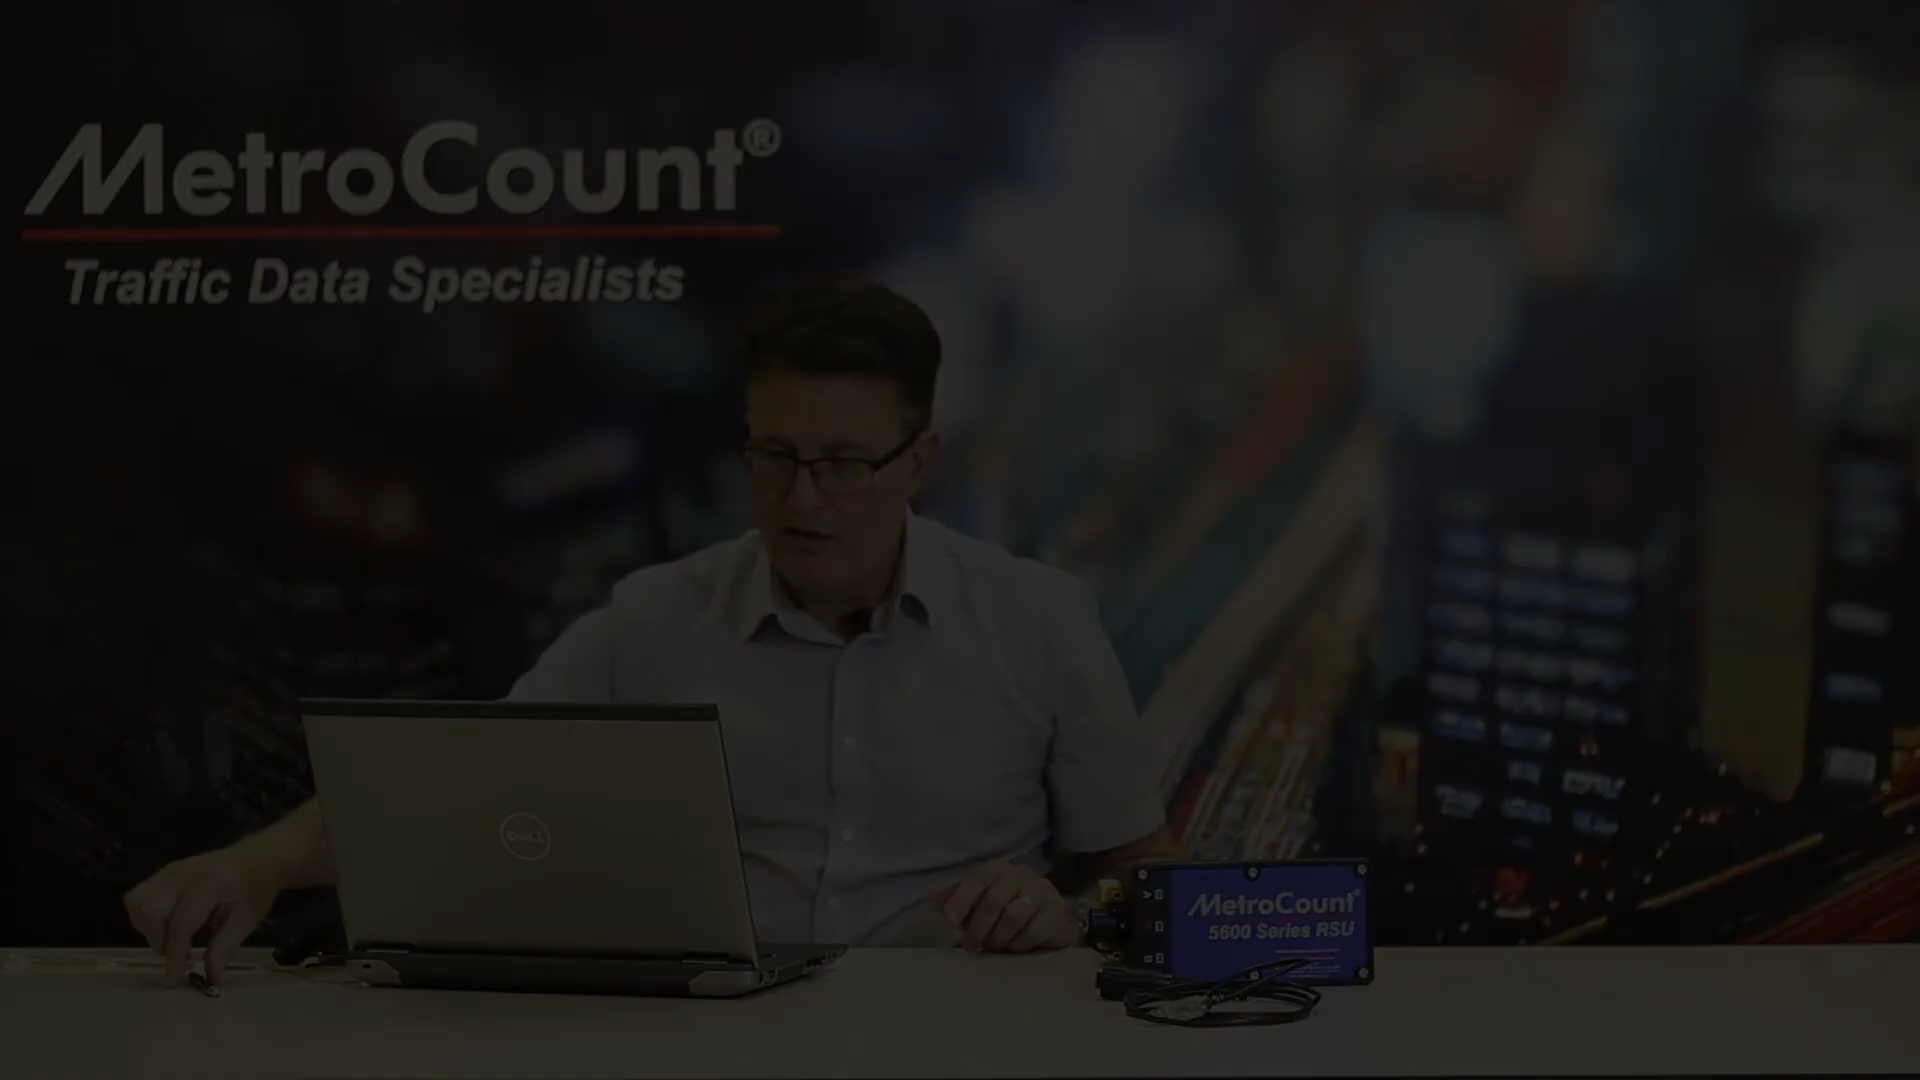 MetroCount®
Traffic Data Specialists
DELL
MetroCount®
5600 Series RSU